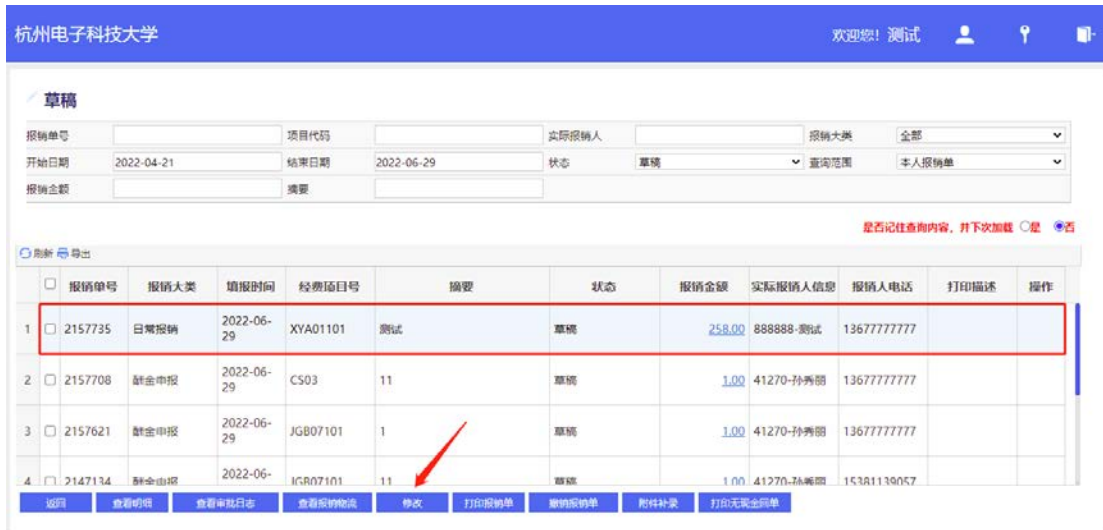 杭州电子科技大学 欢迎您! 测试
草稿
报销单号 项目代码 实际报销人 报销大类 全部
开始日期 2022-04-21 结束日期 2022-06-29 状态 草稿 查询范围 本人报销单
报销金额 摘要
是否记住查询内容，并下次加载 是 否
刷新 导出
报销单号 报销大类 填报时间 经费项目号 摘要 状态 报销金额 实际报销人信息 报销人电话 打印描述 操作
1 2157735 日常报销 2022-06-29 XYA01101 测试 草稿 258.00 888888-测试 13677777777
2 2157708 酬金申报 2022-06-29 CS03 11 草稿 1.00 41270-孙秀丽 13677777777
3 2157621 酬金申报 2022-06-29 JGB07101 1 草稿 1.00 41270-孙秀丽 13677777777
4 2147134 酬金申报 2022-06- JGB07101 11 草稿 1.00 41270-孙秀丽 15381139057
返回 查看明细 查看审批日志 查看报销物流 修改 打印报销单 撤销报销单 附件补录 打印无现金回单